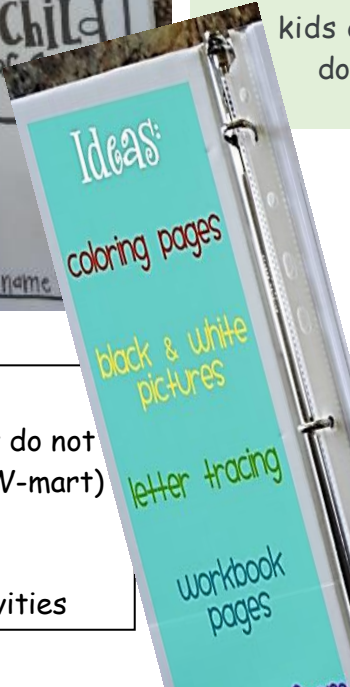 Child
name
kids
do
Ideas:
coloring pages
black & white
pictures
letter tracing
workbook
pages
do not
W-mart)
vities